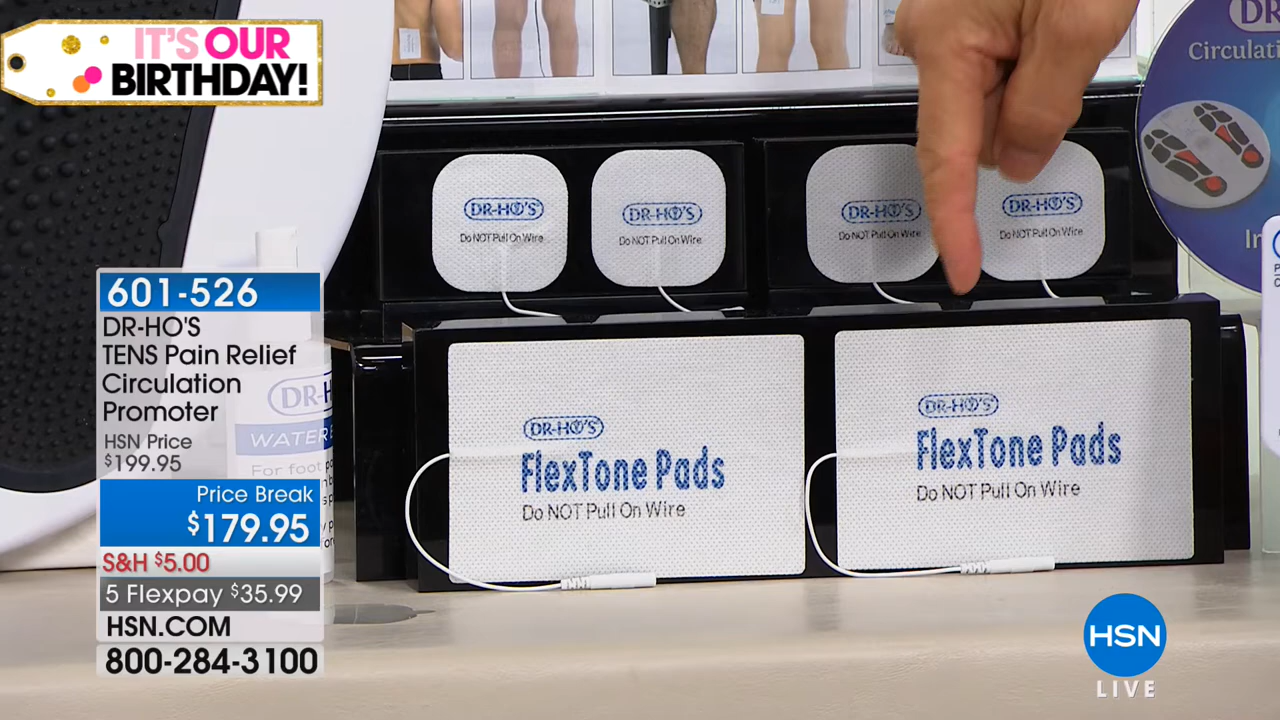 IT'S OUR
BIRTHDAY!
DR
Circulati
In
DR-HO'S
Do NOT Pull On Wire
DR-HO'S
Do NOT Pull On Wire
DR-HO'S
Do NOT Pull On Wire
DR-HO'S
Do NOT Pull On Wire
DR-HO'S
FlexTone Pads
Do NOT Pull On Wire
DR-HO'S
FlexTone Pads
Do NOT Pull On Wire
DR-H
WATER
For foot
601-526
DR-HO'S
TENS Pain Relief
Circulation
Promoter
HSN Price
$199.95
Price Break
$179.95
S&H $5.00
5 Flexpay $35.99
HSN.COM
800-284-3100
HSN
LIVE